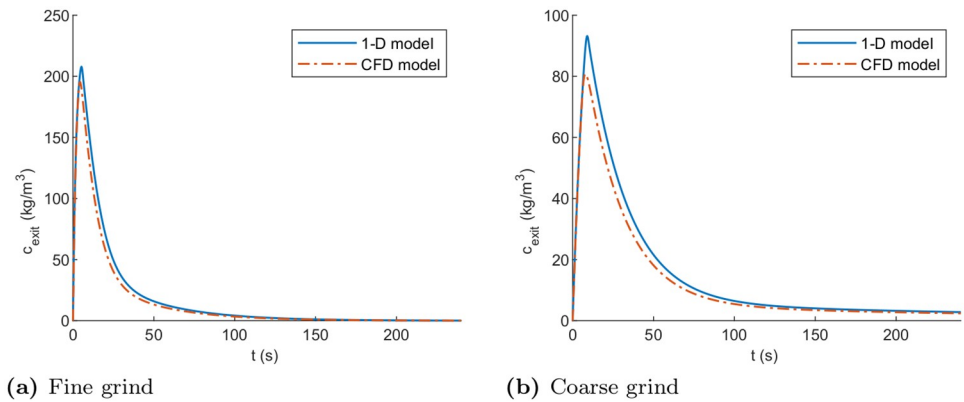 250
200
150
100
50
0
c_exit (kg/m³)
0 50 100 150 200
t (s)
1-D model
CFD model
(a) Fine grind
100
80
60
40
20
0
c_exit (kg/m³)
0 50 100 150 200
t (s)
1-D model
CFD model
(b) Coarse grind